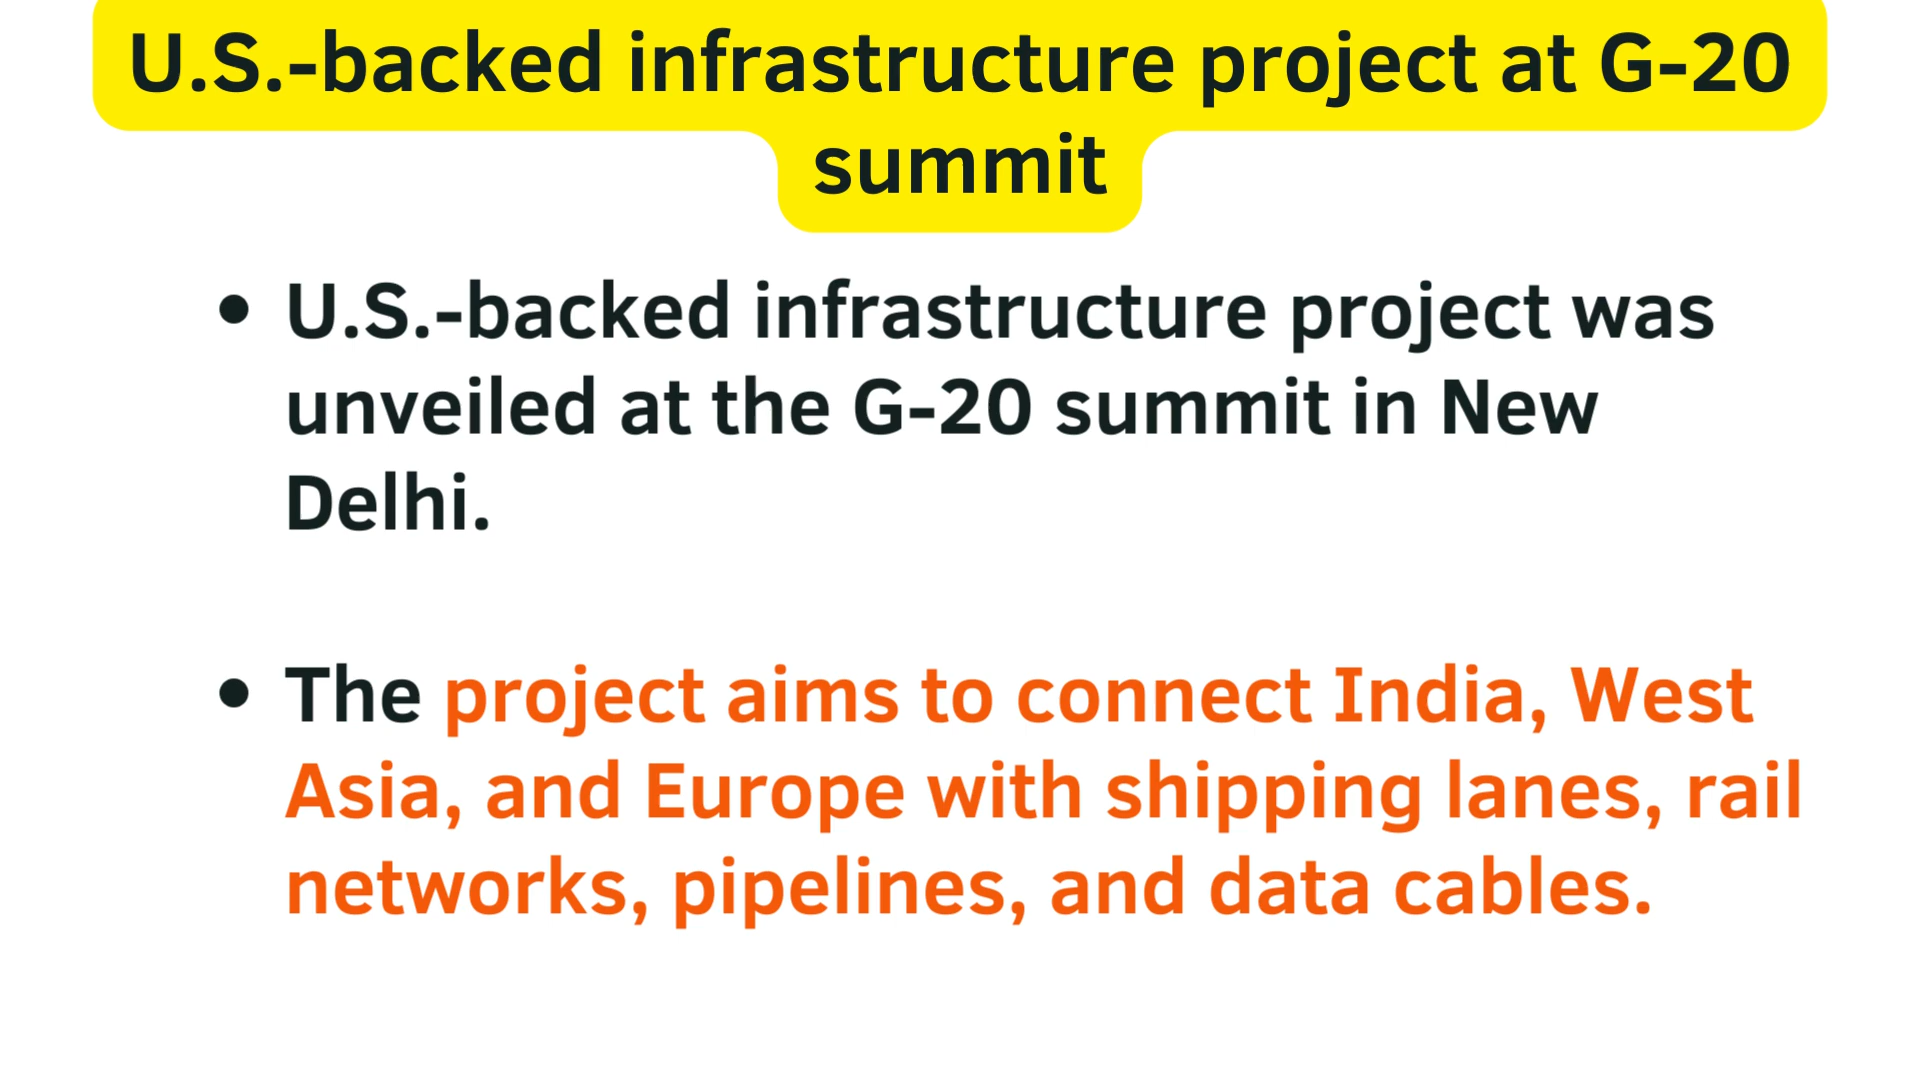 U.S.-backed infrastructure project at G-20
summit
• U.S.-backed infrastructure project was
unveiled at the G-20 summit in New
Delhi.
• The project aims to connect India, West
Asia, and Europe with shipping lanes, rail
networks, pipelines, and data cables.